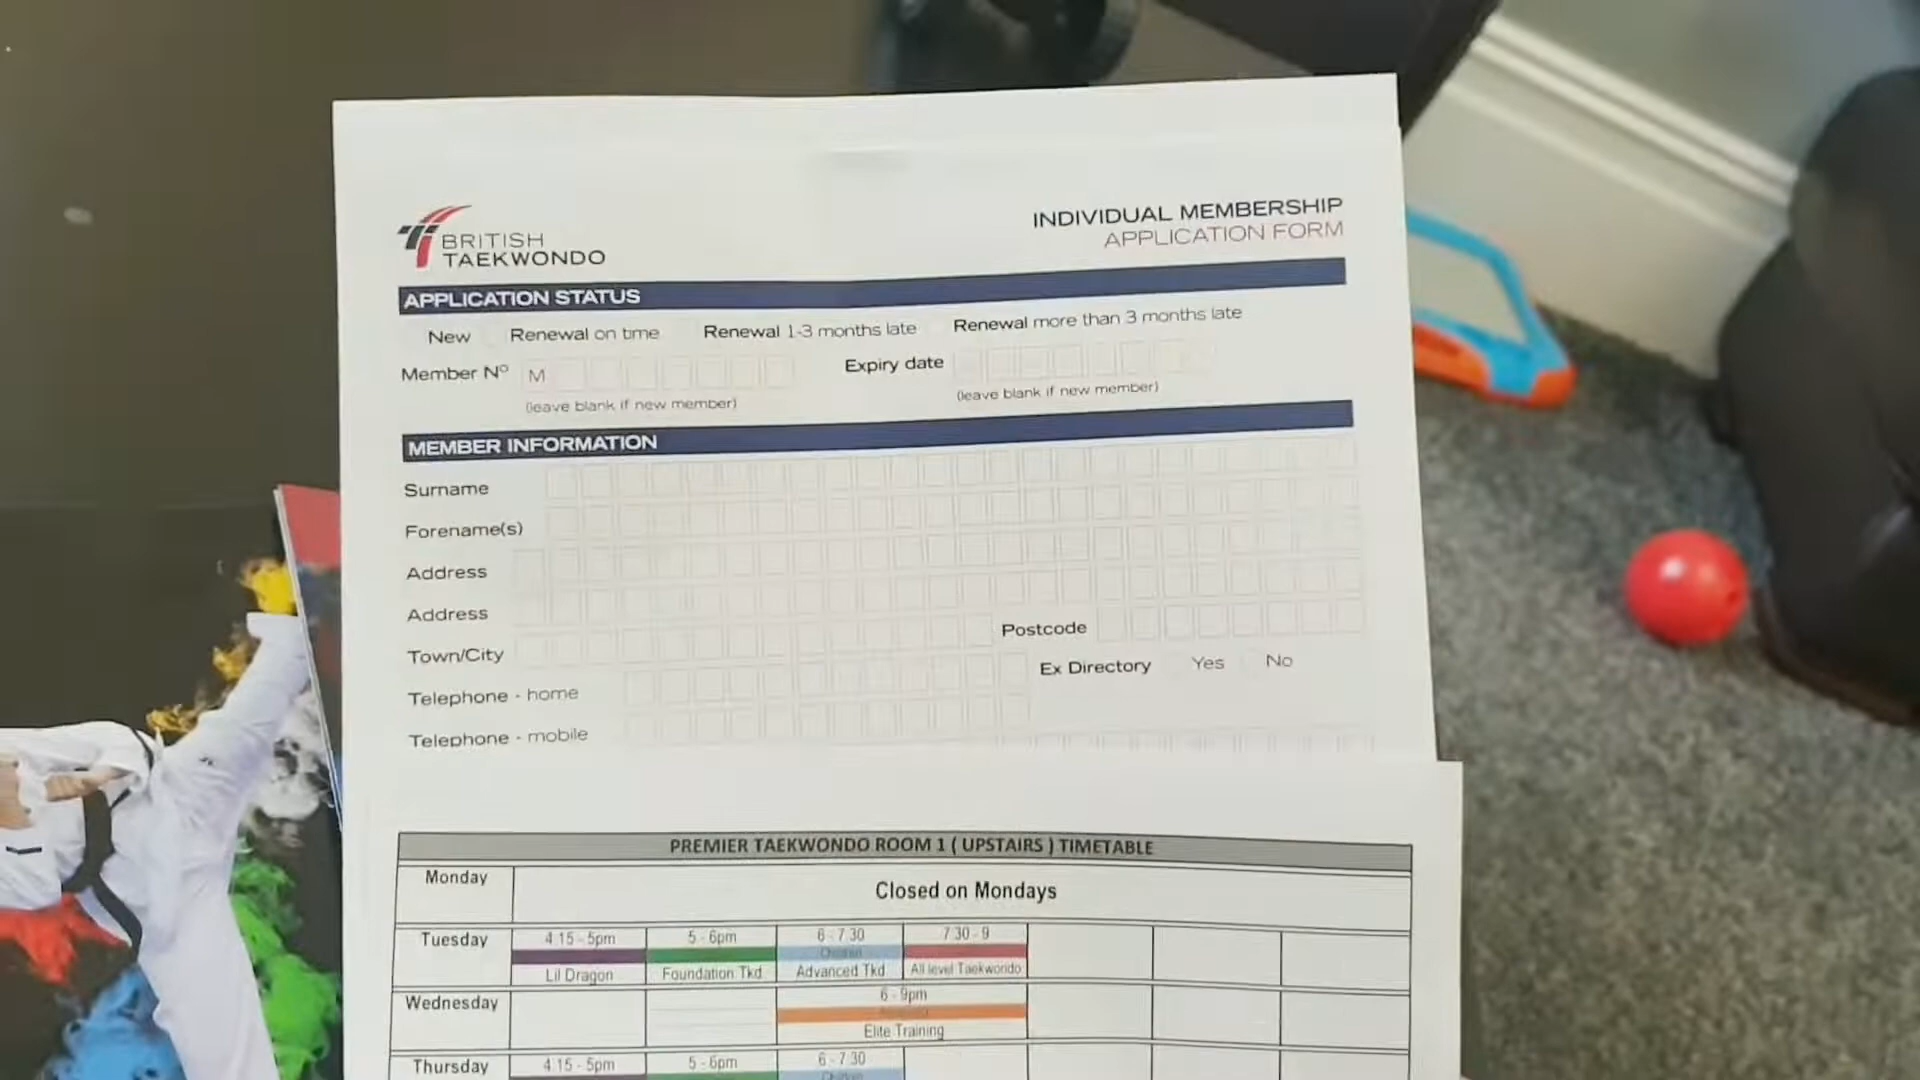 BRITISH
TAEKWONDO
INDIVIDUAL MEMBERSHIP
APPLICATION FORM
APPLICATION STATUS
New Renewal on time Renewal 1-3 months late Renewal more than 3 months late
Member Nº M Expiry date
(leave blank if new member) (leave blank if new member)
MEMBER INFORMATION
Surname
Forename(s)
Address
Address
Town/City Postcode
Telephone - home Ex Directory Yes No
Telephone - mobile
PREMIER TAEKWONDO ROOM 1 ( UPSTAIRS ) TIMETABLE
Monday Closed on Mondays
Tuesday 4.15 - 5pm 5 - 6pm 6 - 7.30 7.30 - 9
Children
Lil Dragon Foundation Tkd Advanced Tkd All level Taekwondo
Wednesday 6 - 9pm
Elite Training
Thursday 4.15 - 5pm 5 - 6pm 6 - 7.30
Children